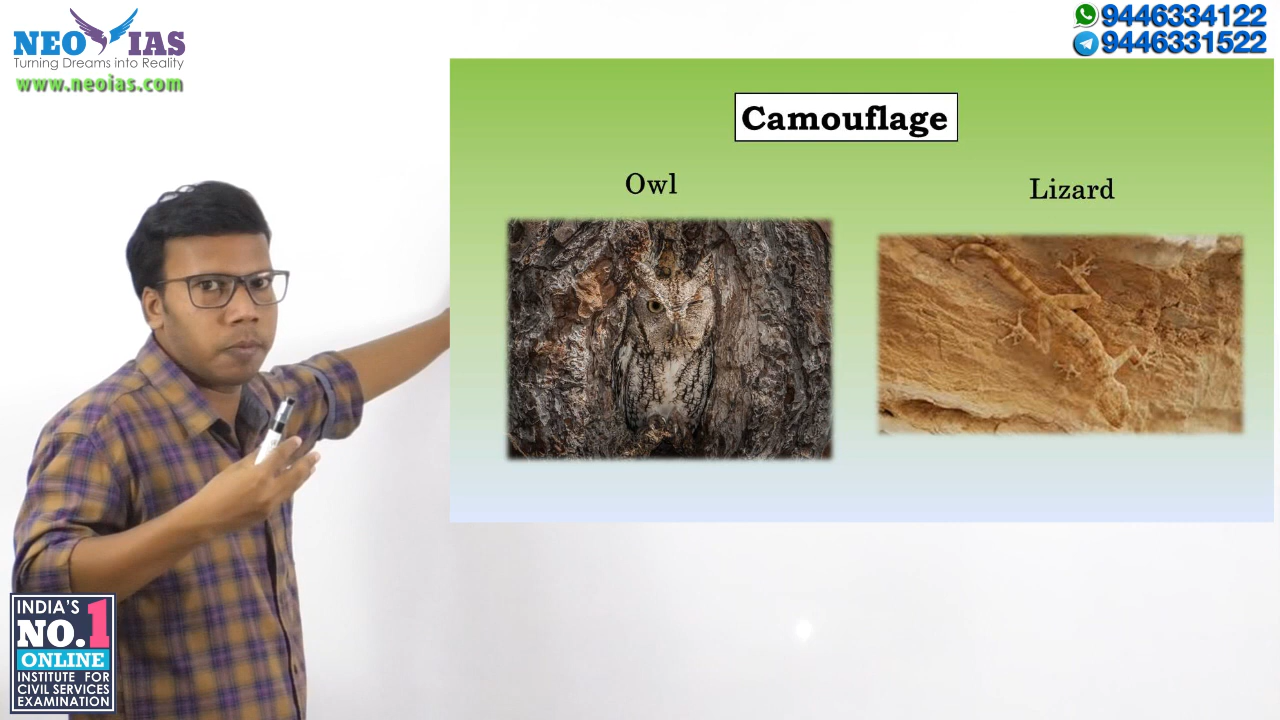 NEO IAS
Turning Dreams into Reality
www.neoias.com
9446334122
9446331522
Camouflage
Owl
Lizard
INDIA'S
NO.1
ONLINE
INSTITUTE FOR
CIVIL SERVICES
EXAMINATION